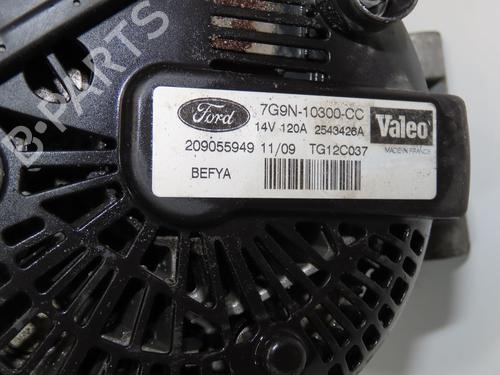 B-PARTS
Ford 7G9N-10300-CC
14V 120A 2543426A Valeo
209055949 11/09 TG12C037 MADE IN FRANCE
BEFYA